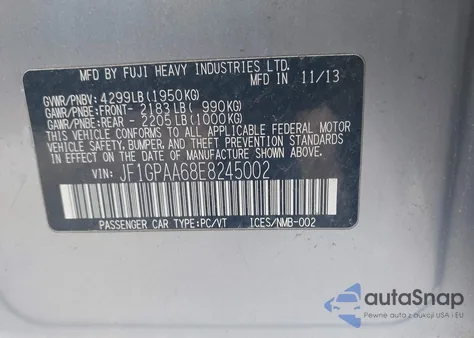 MFD BY FUJI HEAVY INDUSTRIES LTD.
MFD IN 11/13
GVWR/PNBV: 4299LB(1950KG)
GAWR/PNBE:FRONT- 2183LB( 990KG)
GAWR/PNBE:REAR - 2205LB(1000KG)
THIS VEHICLE CONFORMS TO ALL APPLICABLE FEDERAL MOTOR
VEHICLE SAFETY, BUMPER, AND THEFT PREVENTION STANDARDS
IN EFFECT ON THE DATE OF MANUFACTURE SHOWN ABOVE.
VIN: JF1GPAA68E8245002
PASSENGER CAR TYPE:PC/VT ICES/NMB-002
autoSnap
Pewne auta z aukcji USA i EU